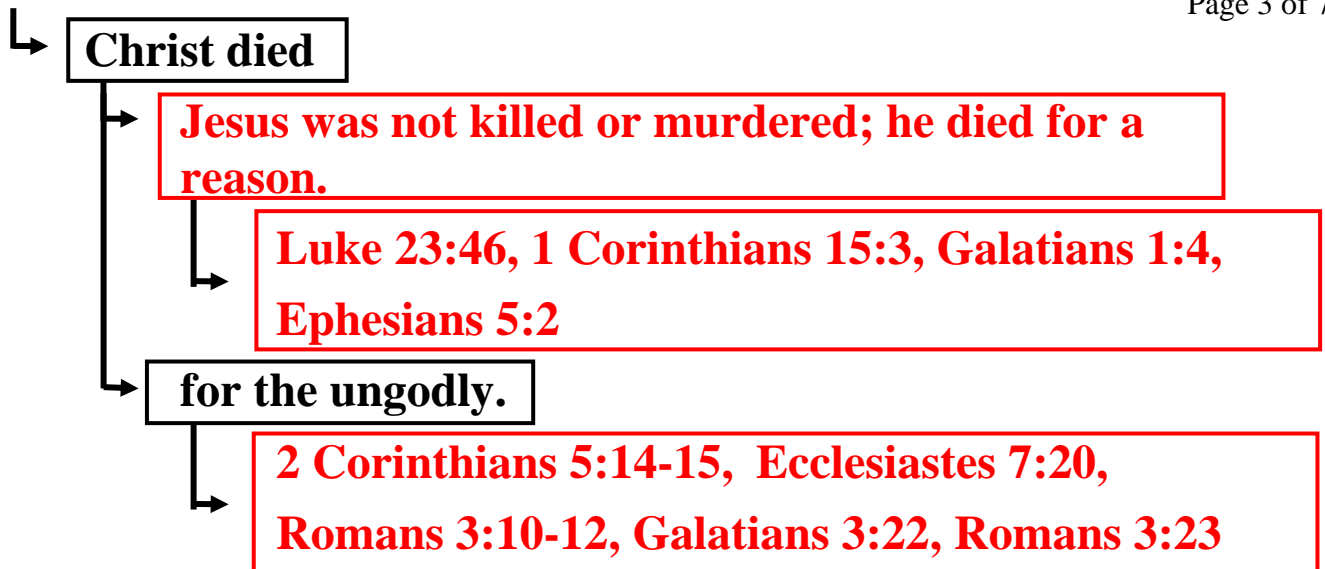 Page 3 of 7
Christ died
Jesus was not killed or murdered; he died for a
reason.
Luke 23:46, 1 Corinthians 15:3, Galatians 1:4,
Ephesians 5:2
for the ungodly.
2 Corinthians 5:14-15, Ecclesiastes 7:20,
Romans 3:10-12, Galatians 3:22, Romans 3:23